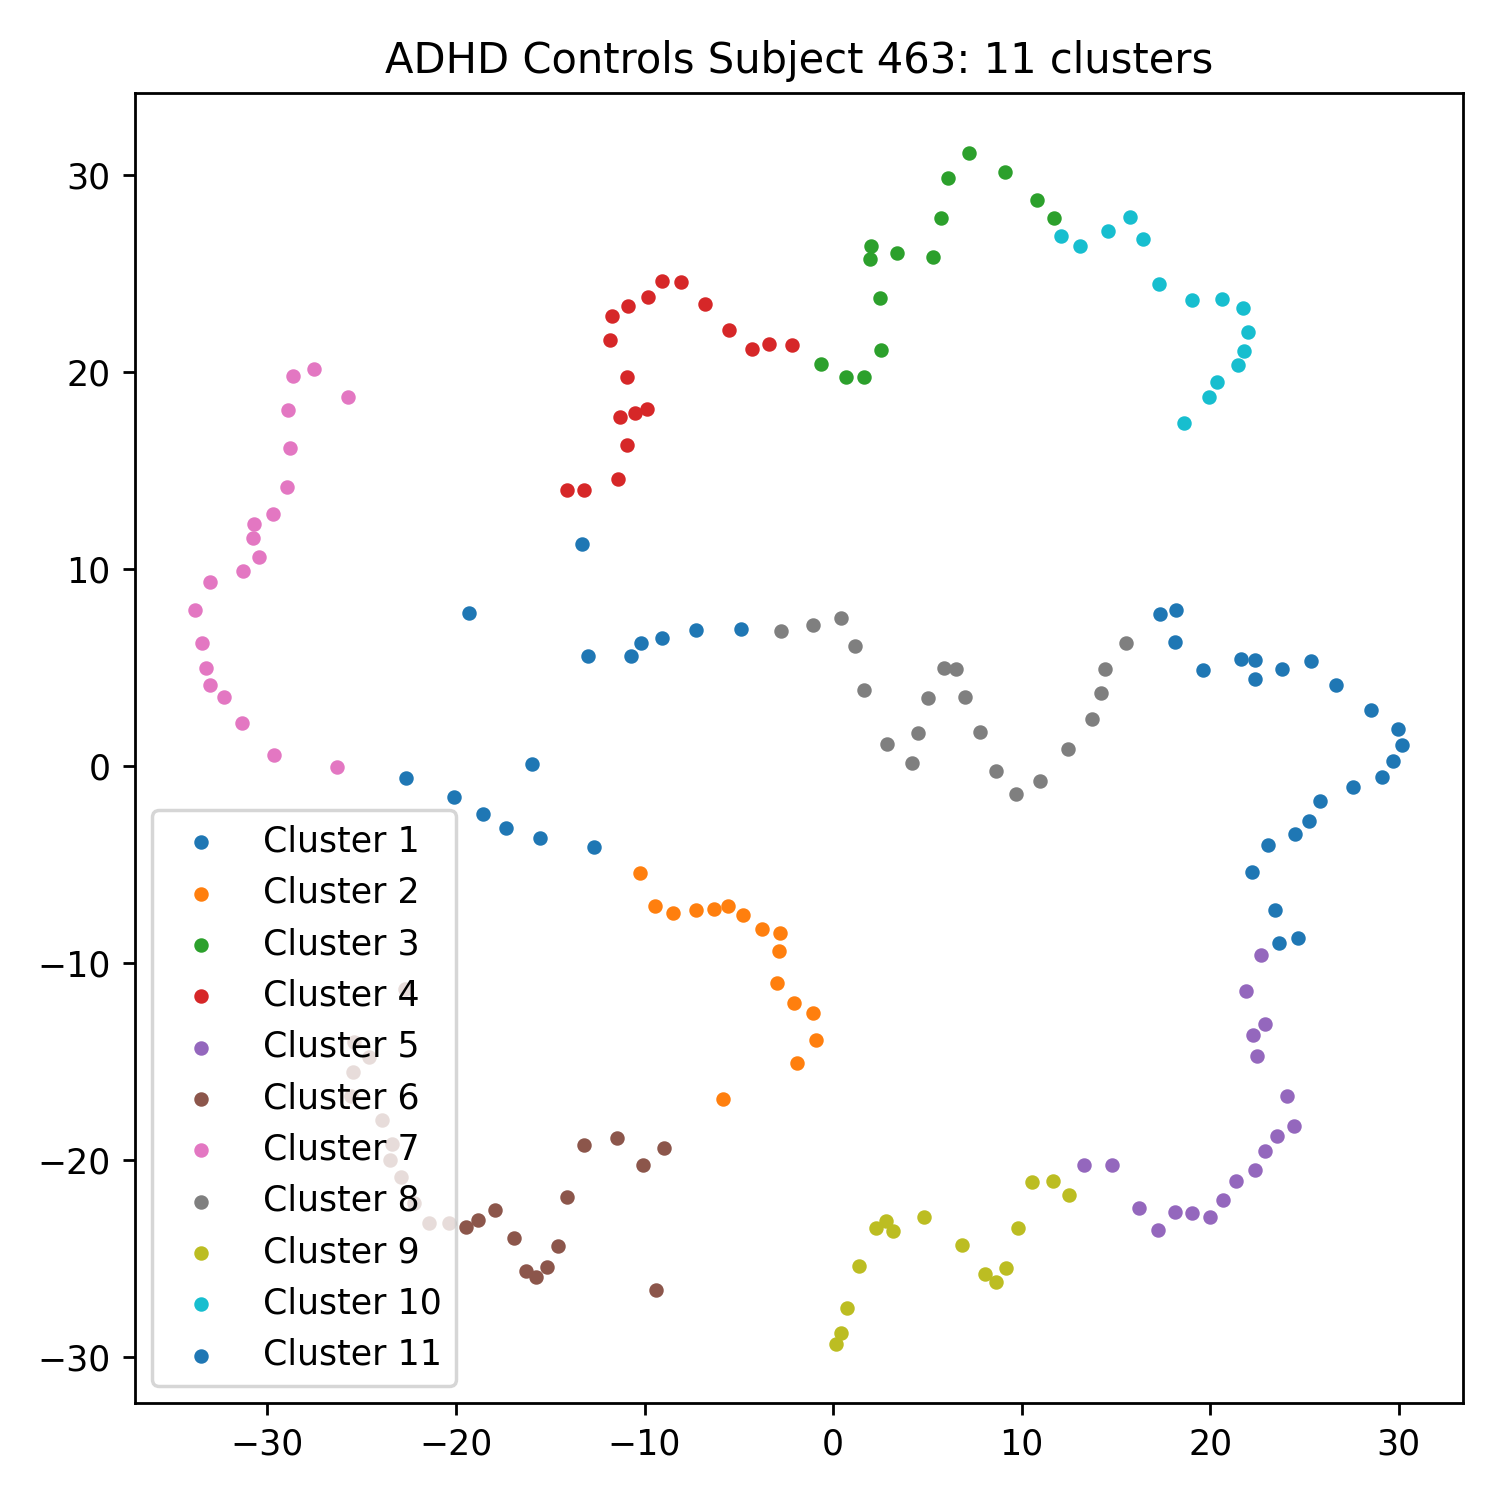 ADHD Controls Subject 463: 11 clusters
30
20
10
0
−10
−20
−30
Cluster 1
Cluster 2
Cluster 3
Cluster 4
Cluster 5
Cluster 6
Cluster 7
Cluster 8
Cluster 9
Cluster 10
Cluster 11
−30 −20 −10 0 10 20 30